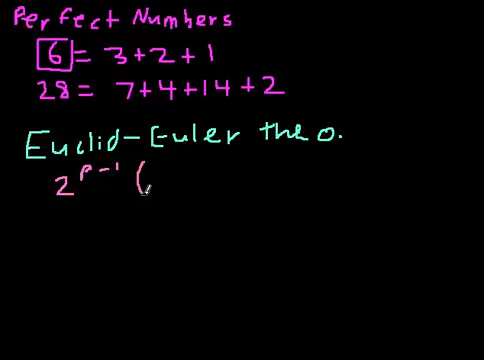 Perfect Numbers
6 = 3+2+1
28 = 7+4+14+2
Euclid-Euler theo.
2^p-1 (